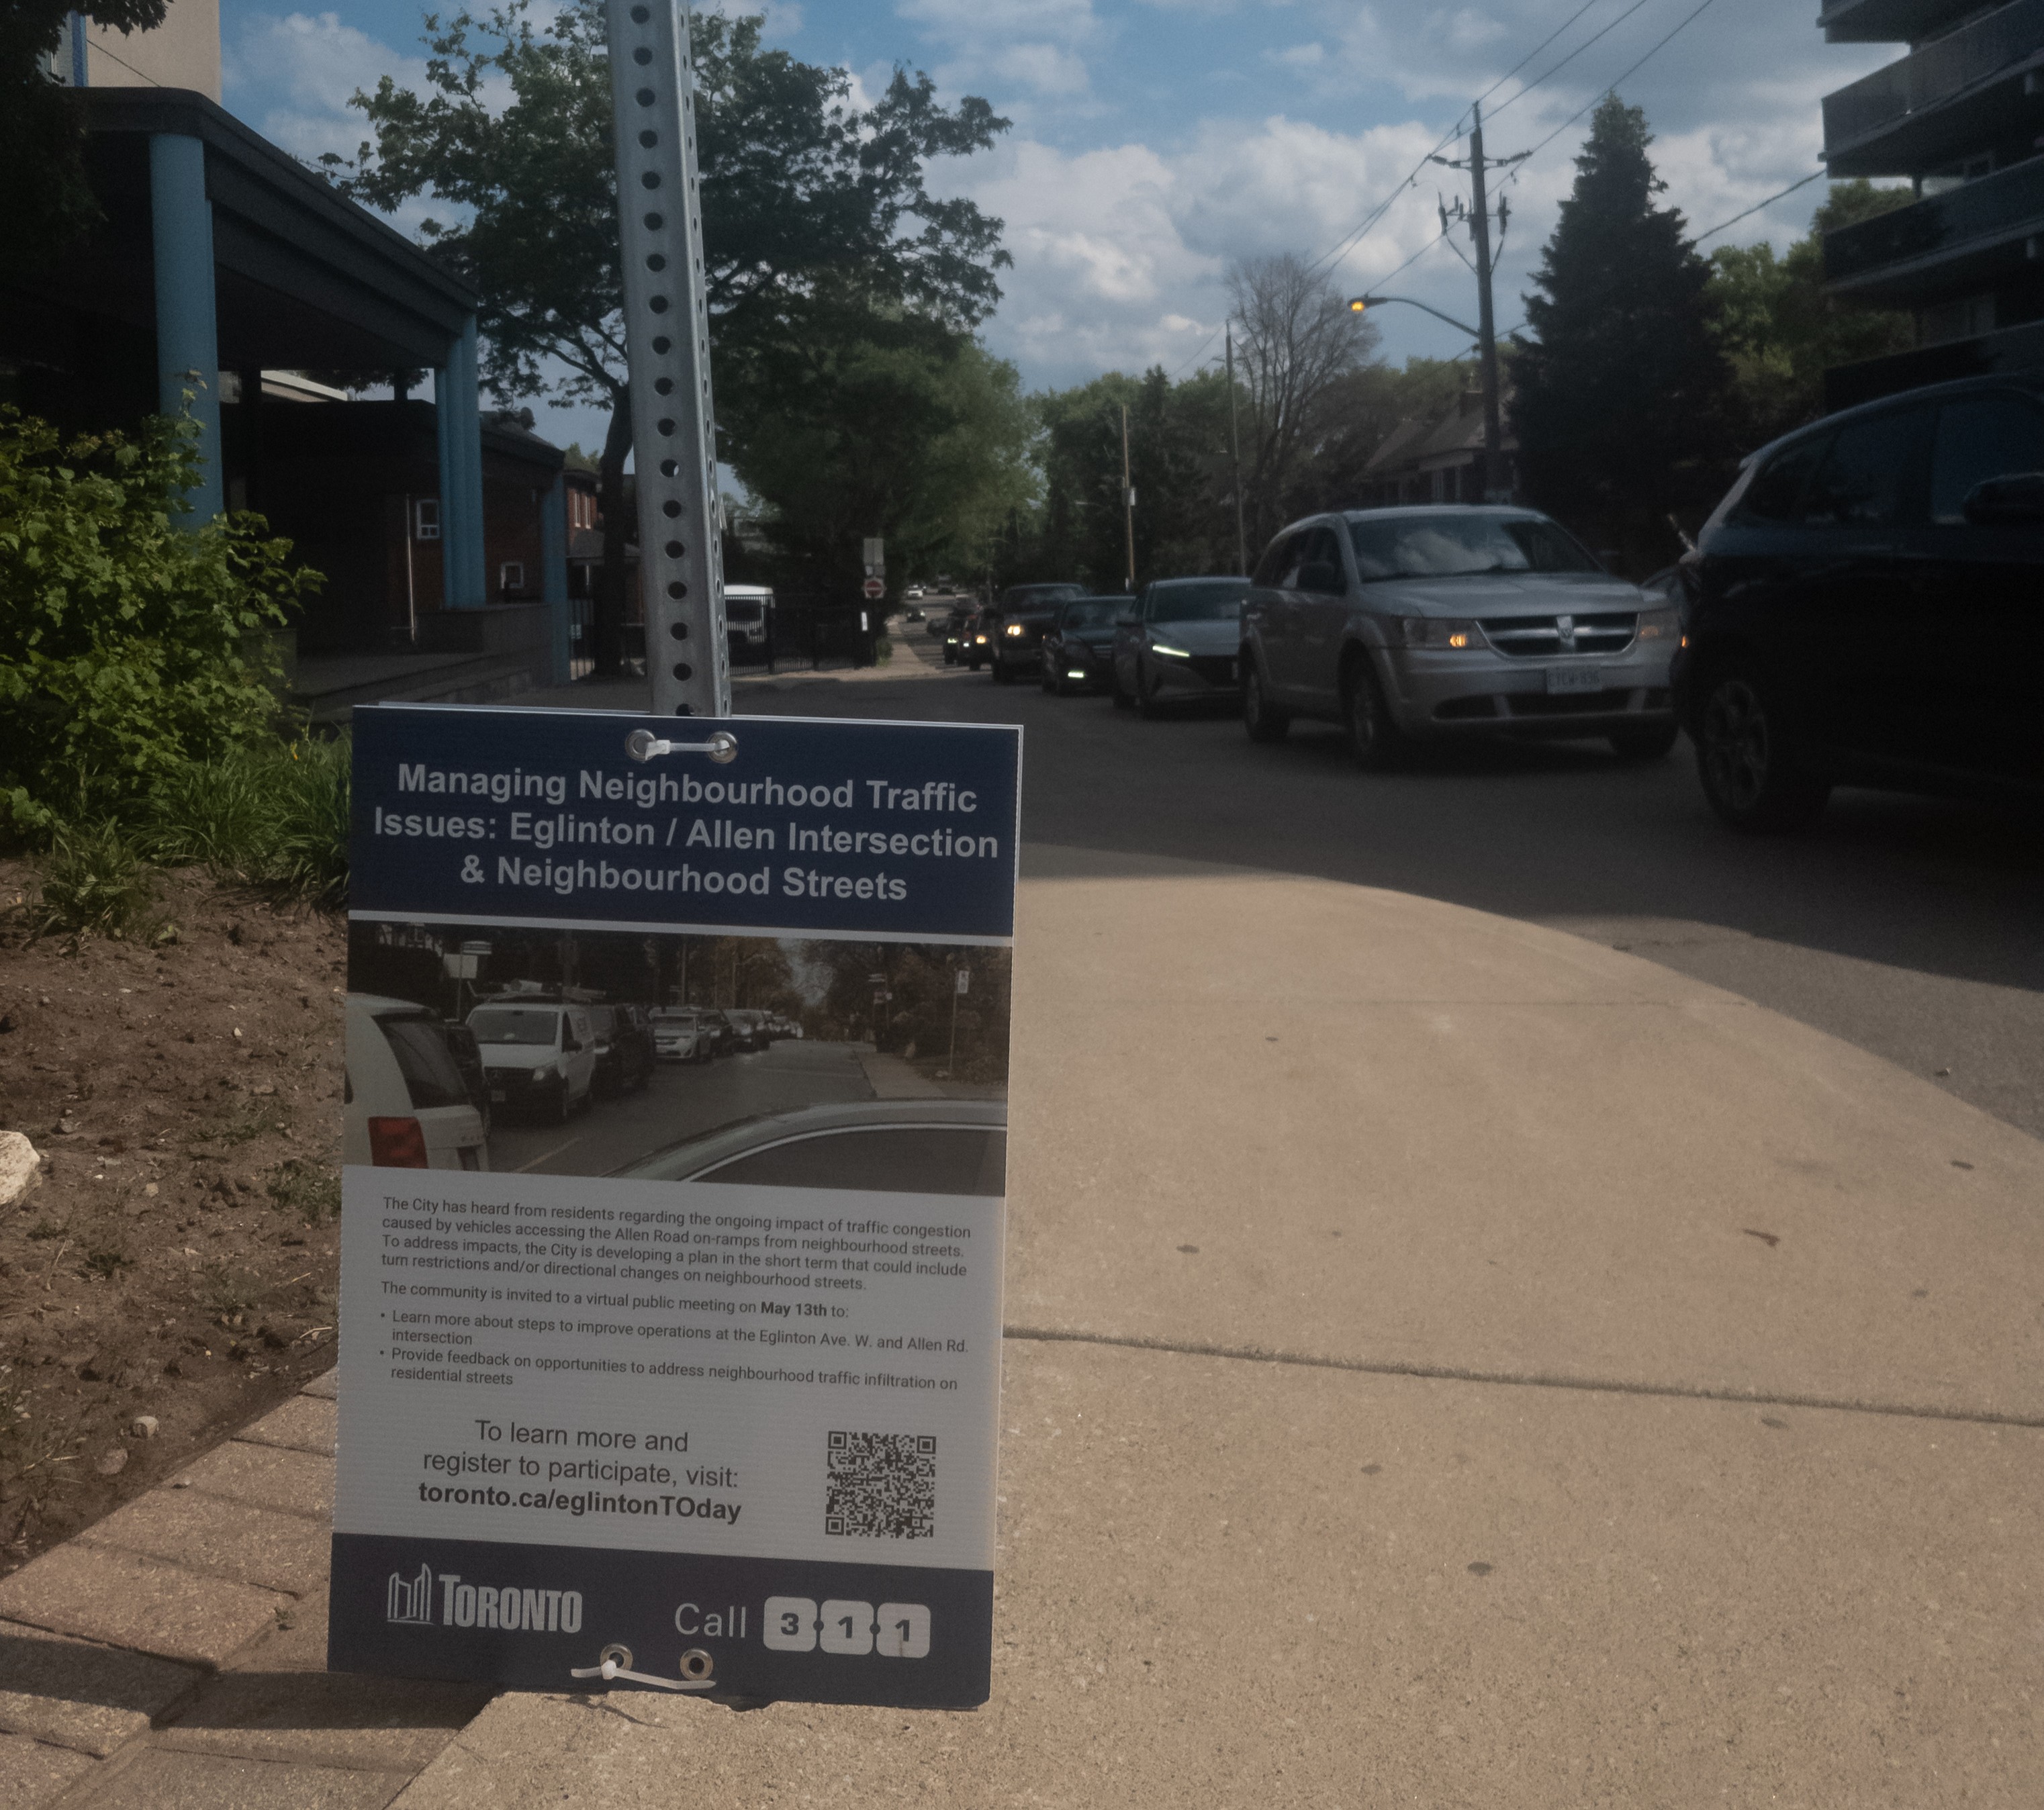 Managing Neighbourhood Traffic
Issues: Eglinton / Allen Intersection
& Neighbourhood Streets
The City has heard from residents regarding the ongoing impact of traffic congestion
caused by vehicles accessing the Allen Road on-ramps from neighbourhood streets.
To address impacts, the City is developing a plan in the short term that could include
turn restrictions and/or directional changes on neighbourhood streets.
The community is invited to a virtual public meeting on May 13th to:
• Learn more about steps to improve operations at the Eglinton Ave. W. and Allen Rd.
intersection
• Provide feedback on opportunities to address neighbourhood traffic infiltration on
residential streets
To learn more and
register to participate, visit:
toronto.ca/eglintonTOday
TORONTO
Call 3 1 1